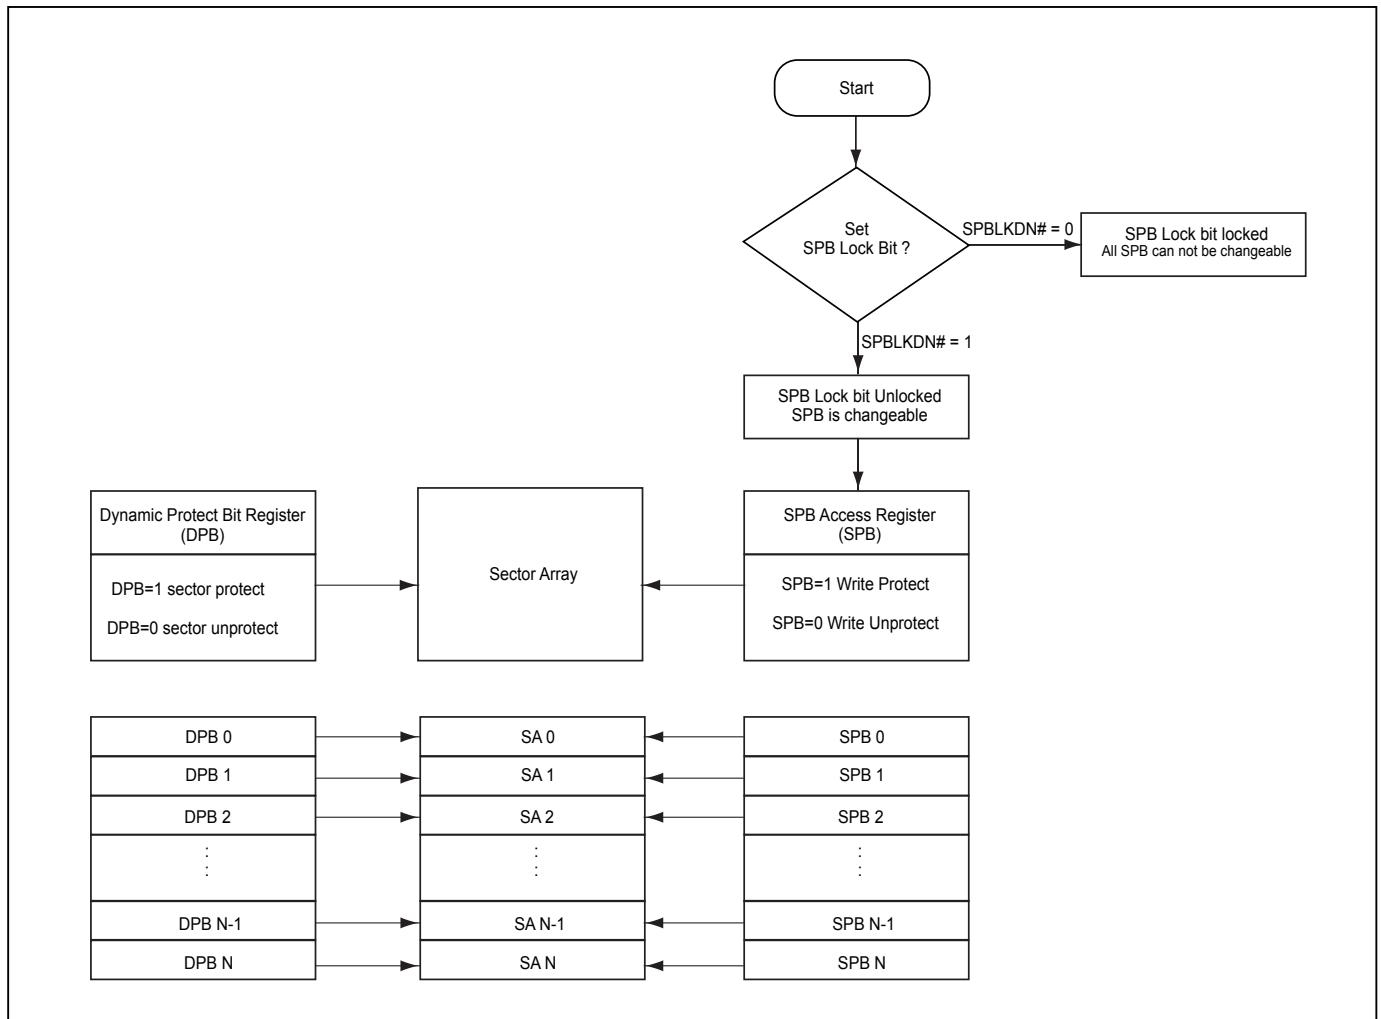 Start
Set
SPB Lock Bit ?
SPBLKDN# = 0
SPB Lock bit locked
All SPB can not be changeable
SPBLKDN# = 1
SPB Lock bit Unlocked
SPB is changeable
Dynamic Protect Bit Register
(DPB)
DPB=1 sector protect
DPB=0 sector unprotect
Sector Array
SPB Access Register
(SPB)
SPB=1 Write Protect
SPB=0 Write Unprotect
DPB 0
SA 0
SPB 0
DPB 1
SA 1
SPB 1
DPB 2
SA 2
SPB 2
DPB N-1
SA N-1
SPB N-1
DPB N
SA N
SPB N